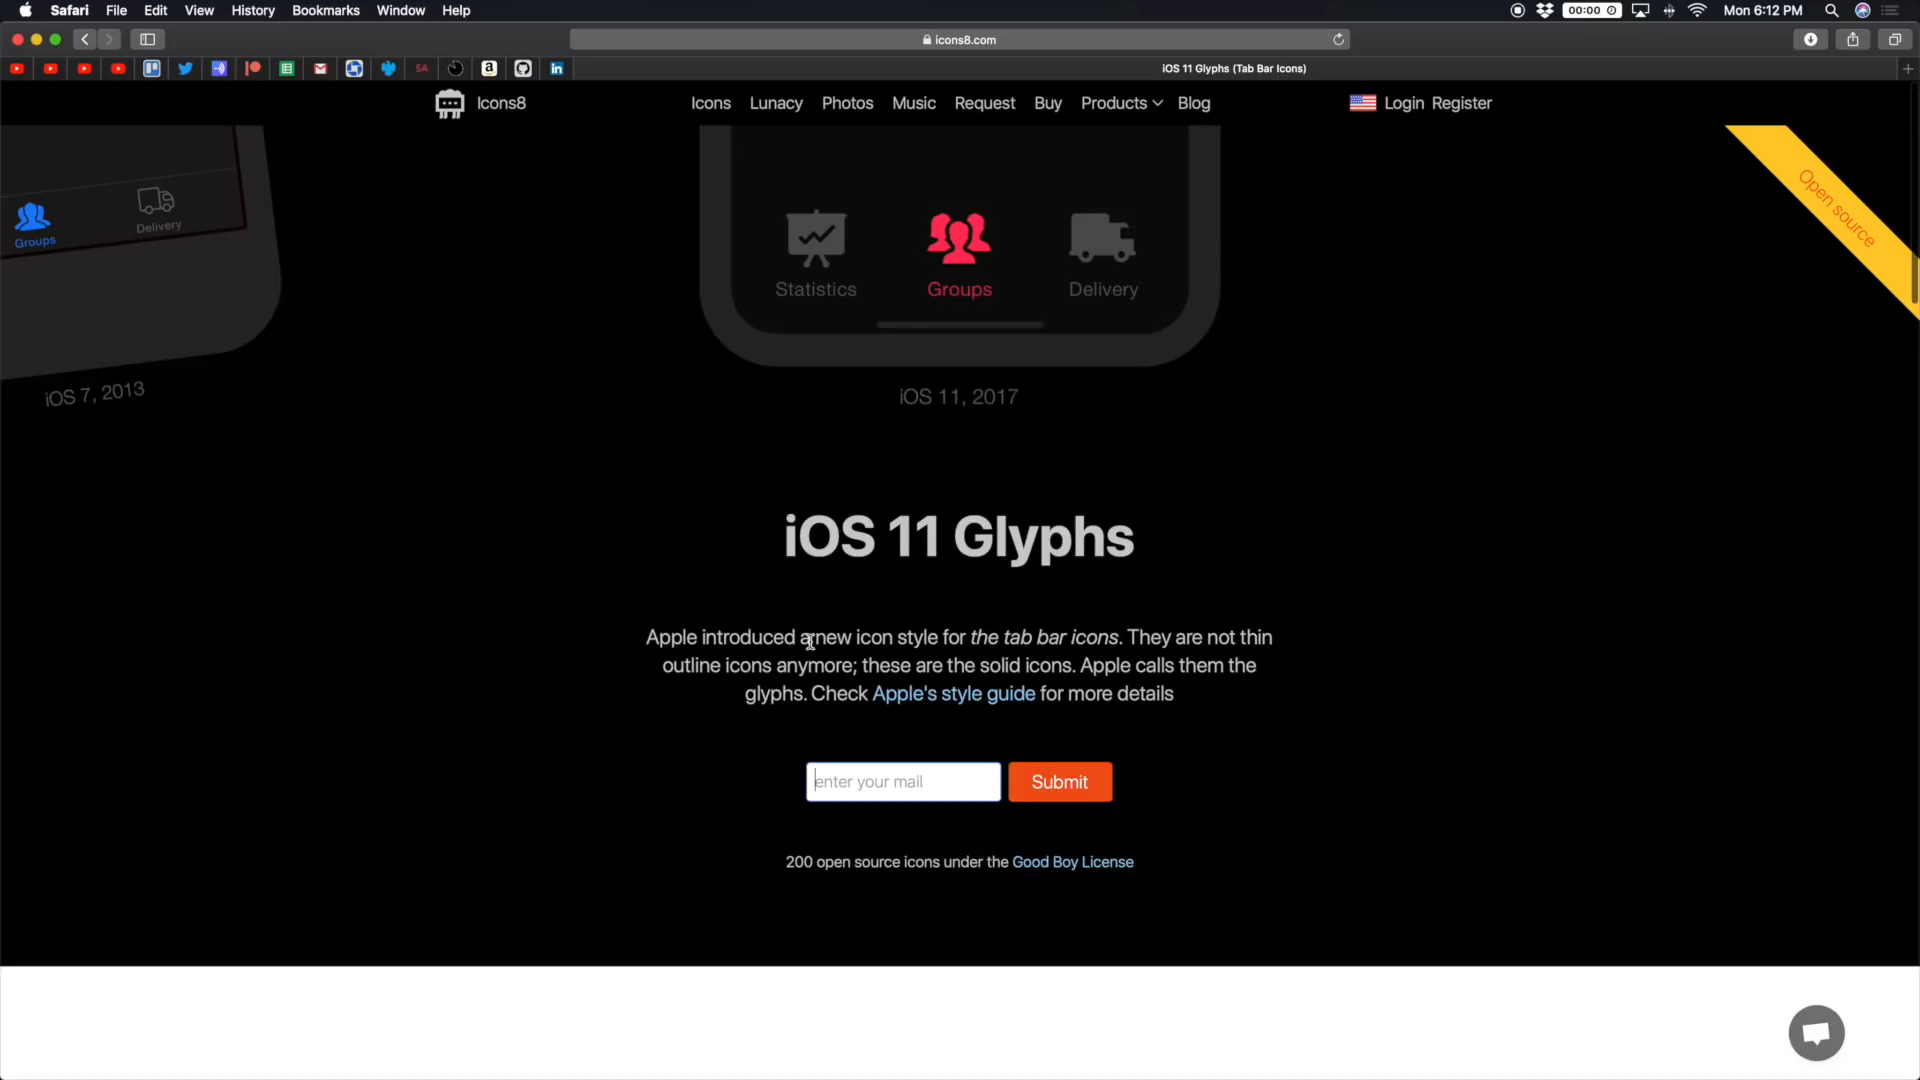 Safari File Edit View History Bookmarks Window Help 00:00 Mon 6:12 PM
icons8.com
SA a in iOS 11 Glyphs (Tab Bar Icons)
Icons8 Icons Lunacy Photos Music Request Buy Products Blog Login Register
Open source
Groups Delivery
iOS 7, 2013
Statistics Groups Delivery
iOS 11, 2017
iOS 11 Glyphs
Apple introduced a new icon style for the tab bar icons. They are not thin
outline icons anymore; these are the solid icons. Apple calls them the
glyphs. Check Apple's style guide for more details
enter your mail Submit
200 open source icons under the Good Boy License